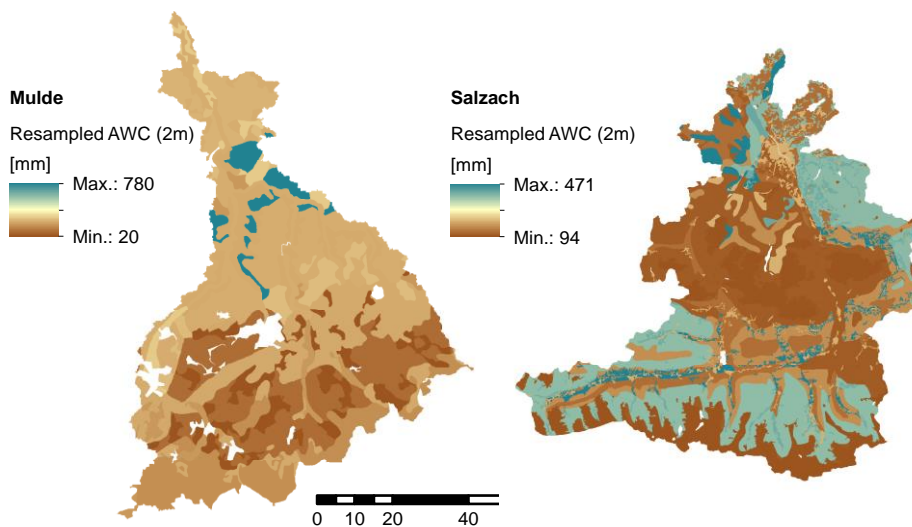 Mulde
Resampled AWC (2m)
[mm]
Max.: 780
Min.: 20
Salzach
Resampled AWC (2m)
[mm]
Max.: 471
Min.: 94
0 10 20 40